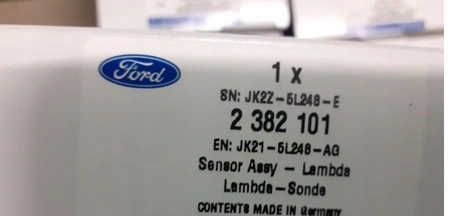 Ford
1 x
SN: JK2Z-5L248-E
2 382 101
EN: JK21-5L248-AG
Sensor Assy - Lambda
Lambda-Sonde
CONTENTS MADE IN Germany